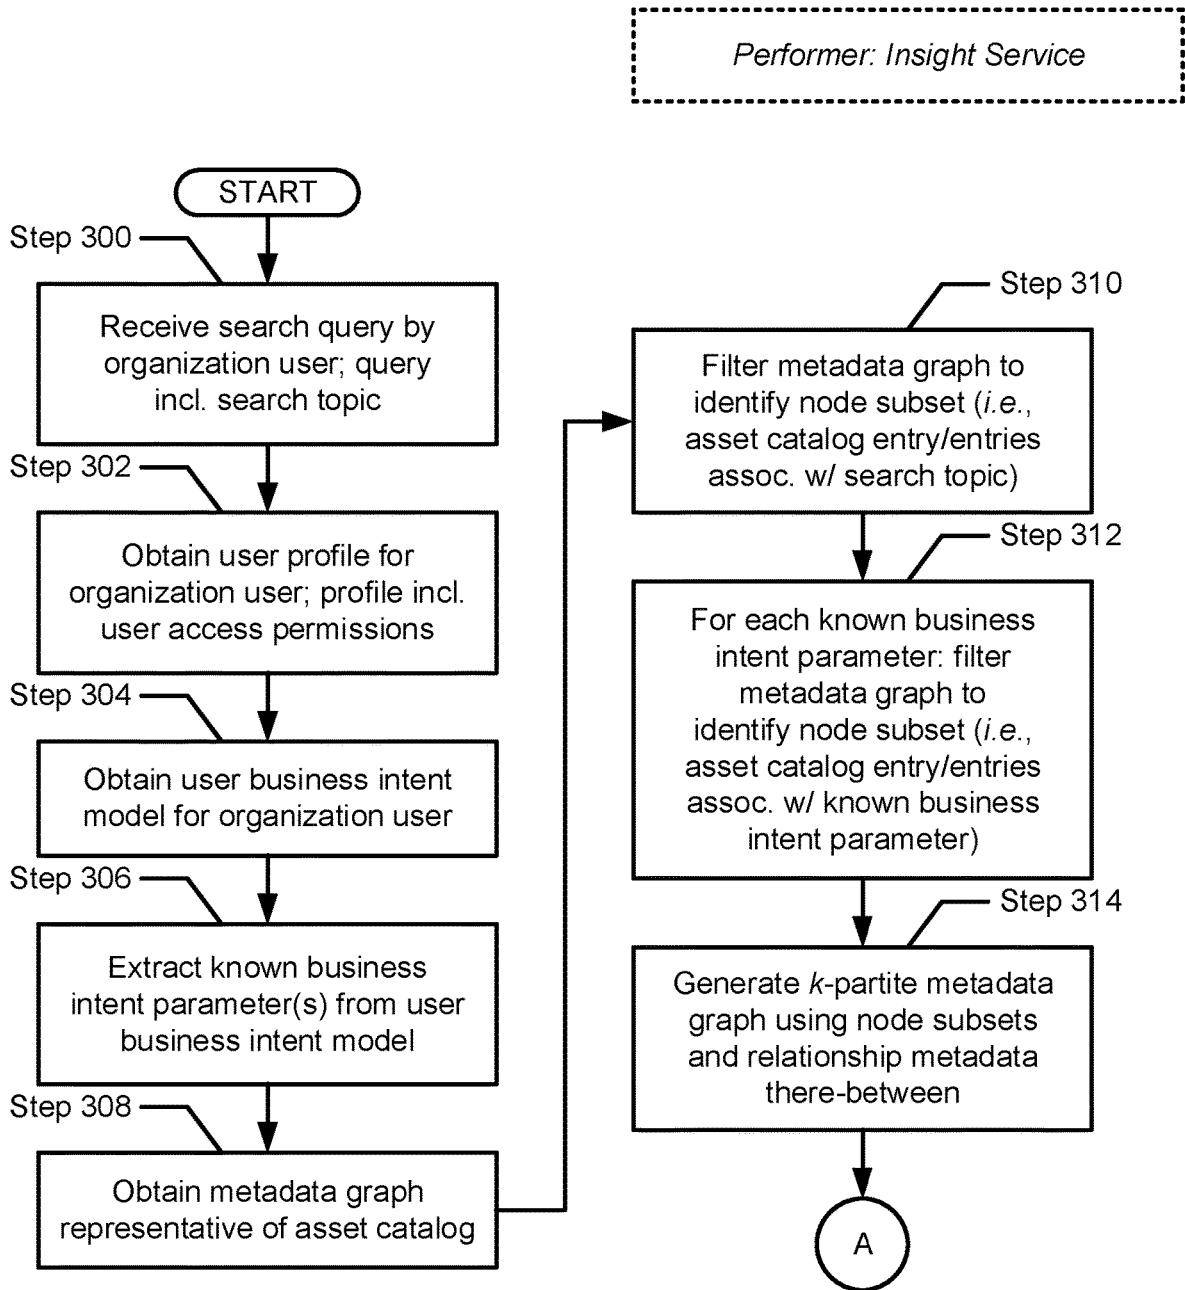 Performer: Insight Service
START
Step 300
Receive search query by
organization user; query
incl. search topic
Step 302
Obtain user profile for
organization user; profile incl.
user access permissions
Step 304
Obtain user business intent
model for organization user
Step 306
Extract known business
intent parameter(s) from user
business intent model
Step 308
Obtain metadata graph
representative of asset catalog
Step 310
Filter metadata graph to
identify node subset (i.e.,
asset catalog entry/entries
assoc. w/ search topic)
Step 312
For each known business
intent parameter: filter
metadata graph to
identify node subset (i.e.,
asset catalog entry/entries
assoc. w/ known business
intent parameter)
Step 314
Generate k-partite metadata
graph using node subsets
and relationship metadata
there-between
A